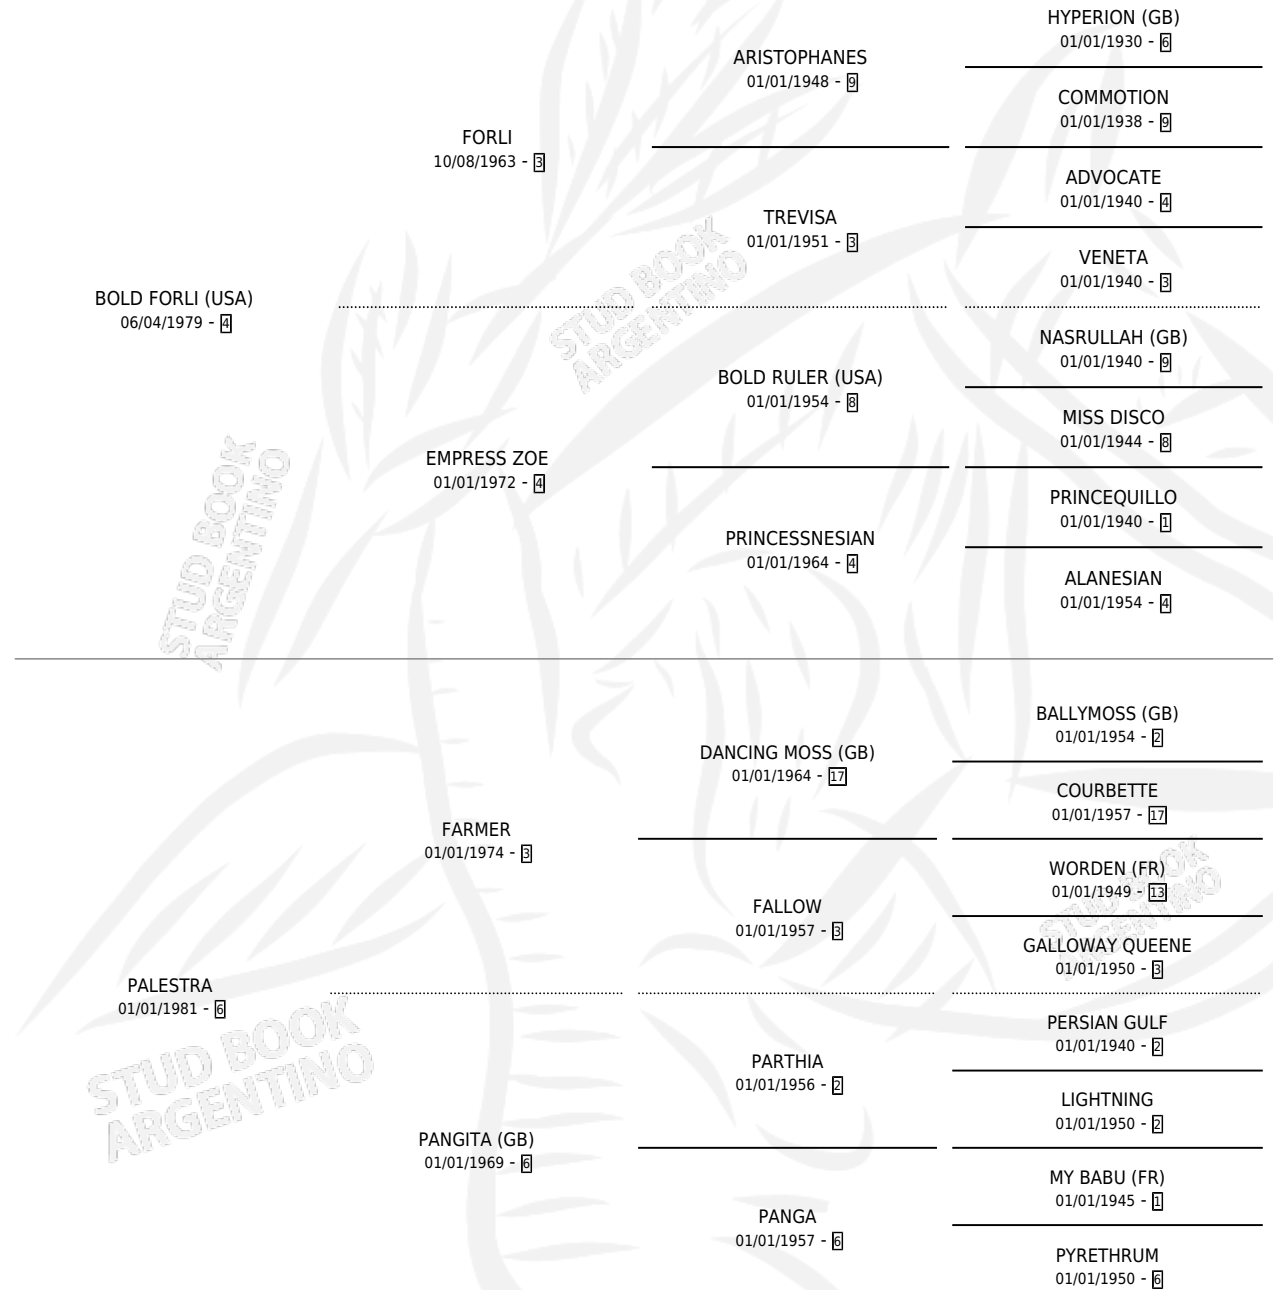 HYPERION (GB)
01/01/1930 - 6
ARISTOPHANES
01/01/1948 - 9
COMMOTION
01/01/1938 - 9
FORLI
10/08/1963 - 3
ADVOCATE
01/01/1940 - 4
TREVISA
01/01/1951 - 3
VENETA
01/01/1940 - 3
BOLD FORLI (USA)
06/04/1979 - 4
NASRULLAH (GB)
01/01/1940 - 9
BOLD RULER (USA)
01/01/1954 - 8
MISS DISCO
01/01/1944 - 8
EMPRESS ZOE
01/01/1972 - 4
PRINCEQUILLO
01/01/1940 - 1
PRINCESSNESIAN
01/01/1964 - 4
ALANESIAN
01/01/1954 - 4
BALLYMOSS (GB)
01/01/1954 - 2
DANCING MOSS (GB)
01/01/1964 - 17
COURBETTE
01/01/1957 - 17
FARMER
01/01/1974 - 3
WORDEN (FR)
01/01/1949 - 13
FALLOW
01/01/1957 - 3
GALLOWAY QUEENE
01/01/1950 - 3
PALESTRA
01/01/1981 - 6
PERSIAN GULF
01/01/1940 - 2
PARTHIA
01/01/1956 - 2
LIGHTNING
01/01/1950 - 2
PANGITA (GB)
01/01/1969 - 6
MY BABU (FR)
01/01/1945 - 1
PANGA
01/01/1957 - 6
PYRETHRUM
01/01/1950 - 6
STUD BOOK
ARGENTINO
STUD BOOK
ARGENTINO
STUD BOOK
ARGENTINO
STUD BOOK
ARGENTINO